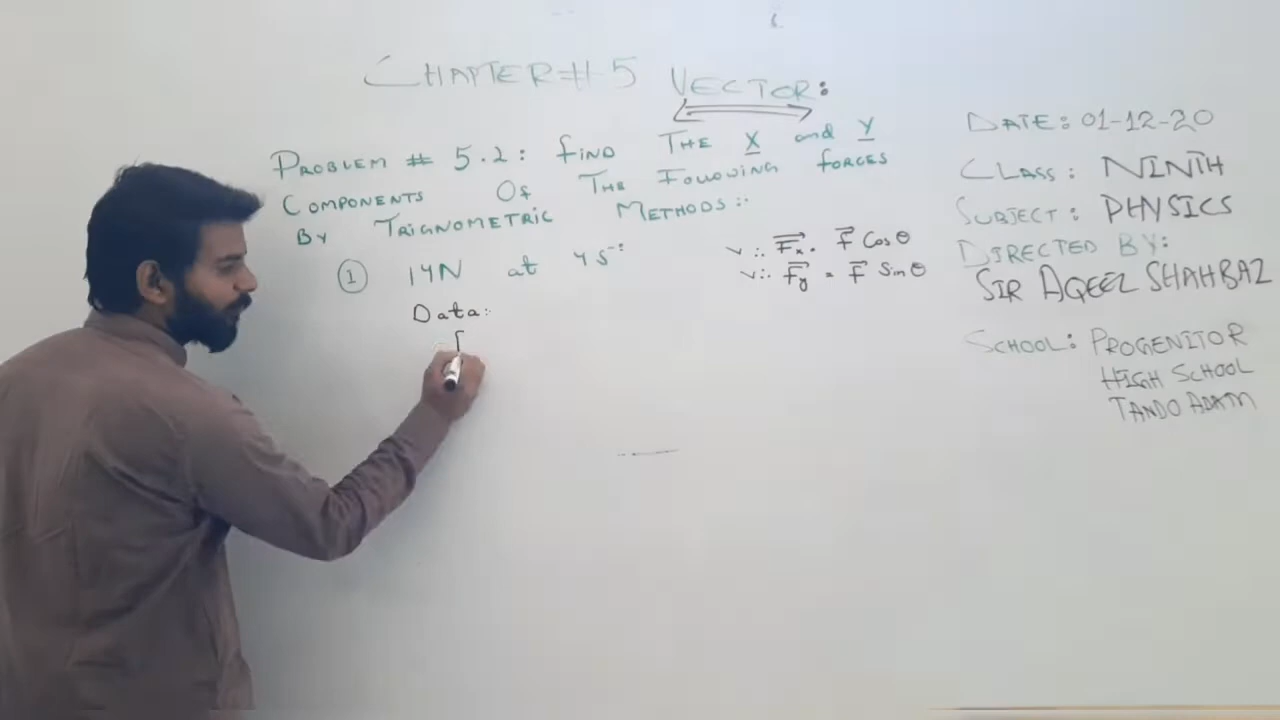 CHAPTER # 5 VECTOR:
PROBLEM # 5.2: FIND THE X and Y
COMPONENTS Of THE Following forces
BY TRIGNOMETRIC METHODS:.
① 14N at 45°
Data:
∴ Fx = F Cosθ
∴ Fy = F Sinθ
DATE: 01-12-20
CLASS: NINTH
SUBJECT: PHYSICS
DIRECTED BY:
SIR AQEEL SHAHBAZ
SCHOOL: PROGENITOR
HIGH SCHOOL
TANDO ADAM